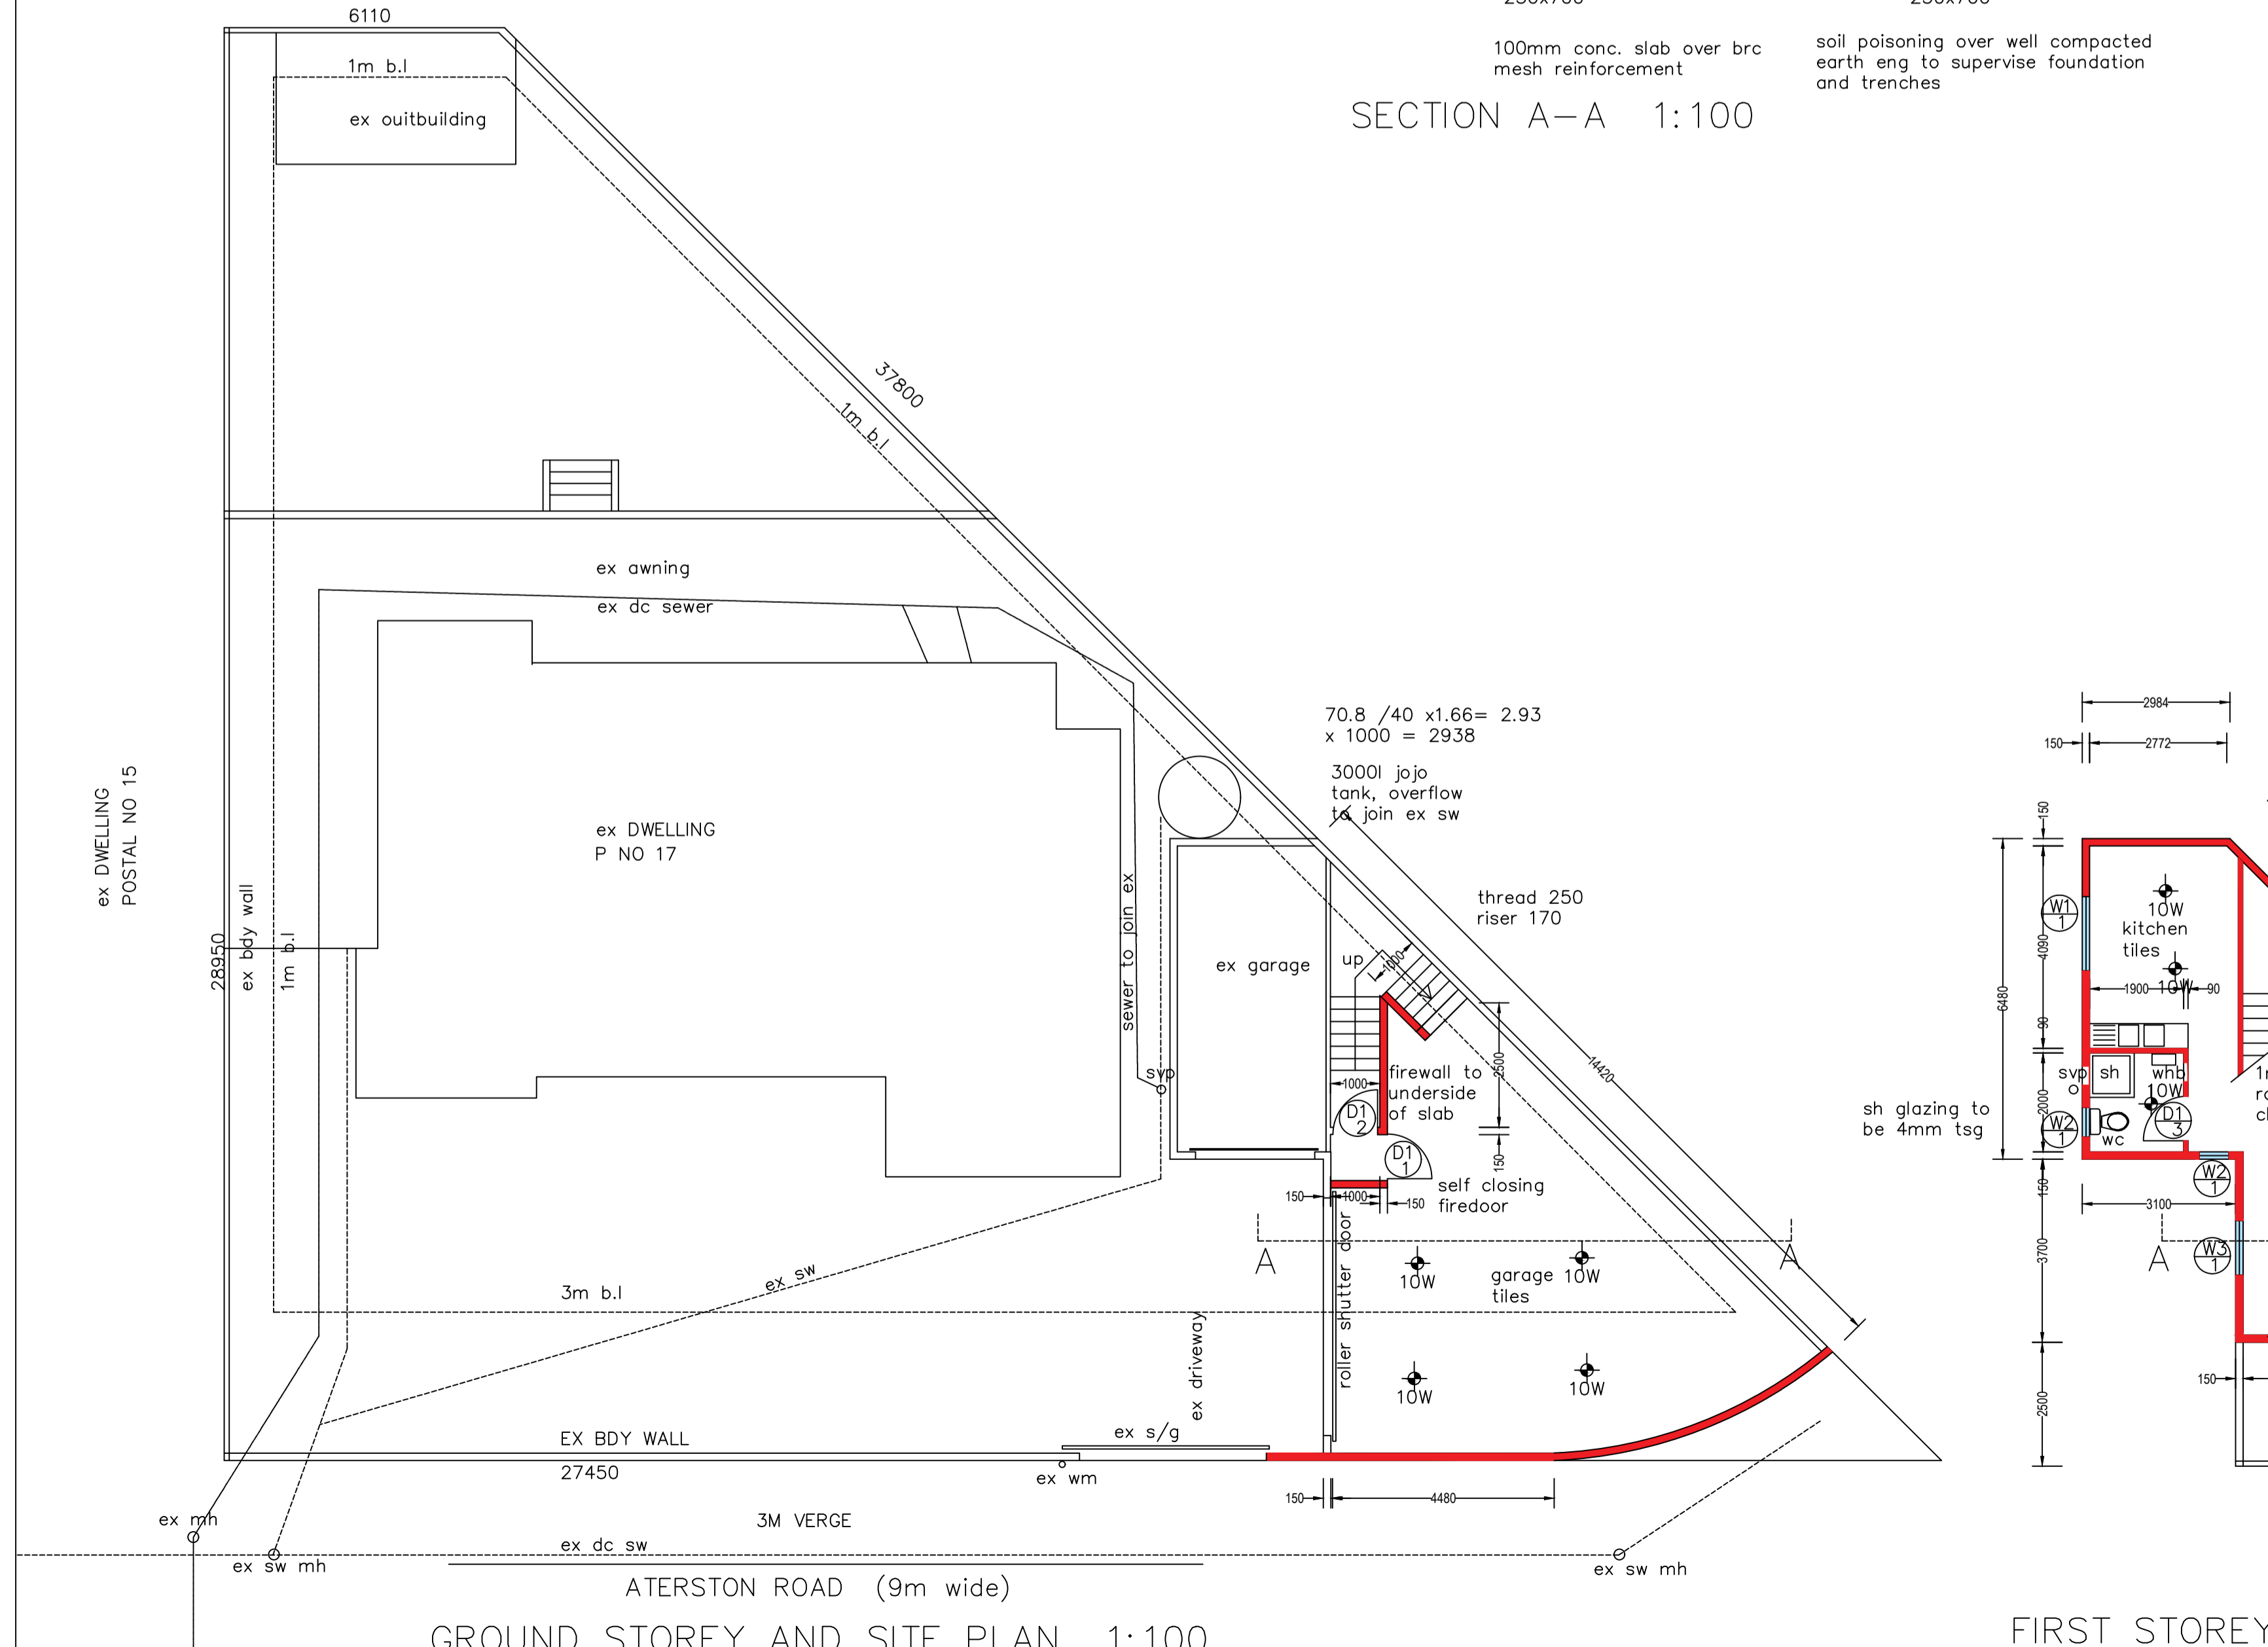 6110
1m b.l
ex ouitbuilding
100mm conc. slab over brc
mesh reinforcement
soil poisoning over well compacted
earth eng to supervise foundation
and trenches
SECTION A-A 1:100
37800
1m b.l
ex awning
ex dc sewer
ex DWELLING
POSTAL NO 15
28950
ex bdy wall
1m b.l
ex DWELLING
P NO 17
sewer to join ex
svp
ex garage
70.8 /40 x1.66= 2.93
x 1000 = 2938
3000l jojo
tank, overflow
to join ex sw
thread 250
riser 170
up
1000
14420
2500
150
1000
firewall to
underside
of slab
D1
2
D1
1
self closing
firedoor
150
1000
150
roller shutter door
A
A
10W
10W
garage
tiles
10W
10W
3m b.l
ex sw
ex driveway
ex s/g
EX BDY WALL
27450
ex wm
150
4480
ex mh
ex sw mh
3M VERGE
ex dc sw
ex sw mh
ATERSTON ROAD (9m wide)
GROUND STOREY AND SITE PLAN 1:100
2984
150
2772
150
W1
1
10W
kitchen
tiles
4090
6480
1900
10W
90
90
svp
sh
whb
10W
2000
W2
1
wc
D1
3
sh glazing to
be 4mm tsg
W2
1
150
3100
W3
1
3700
A
150
2500
FIRST STOREY